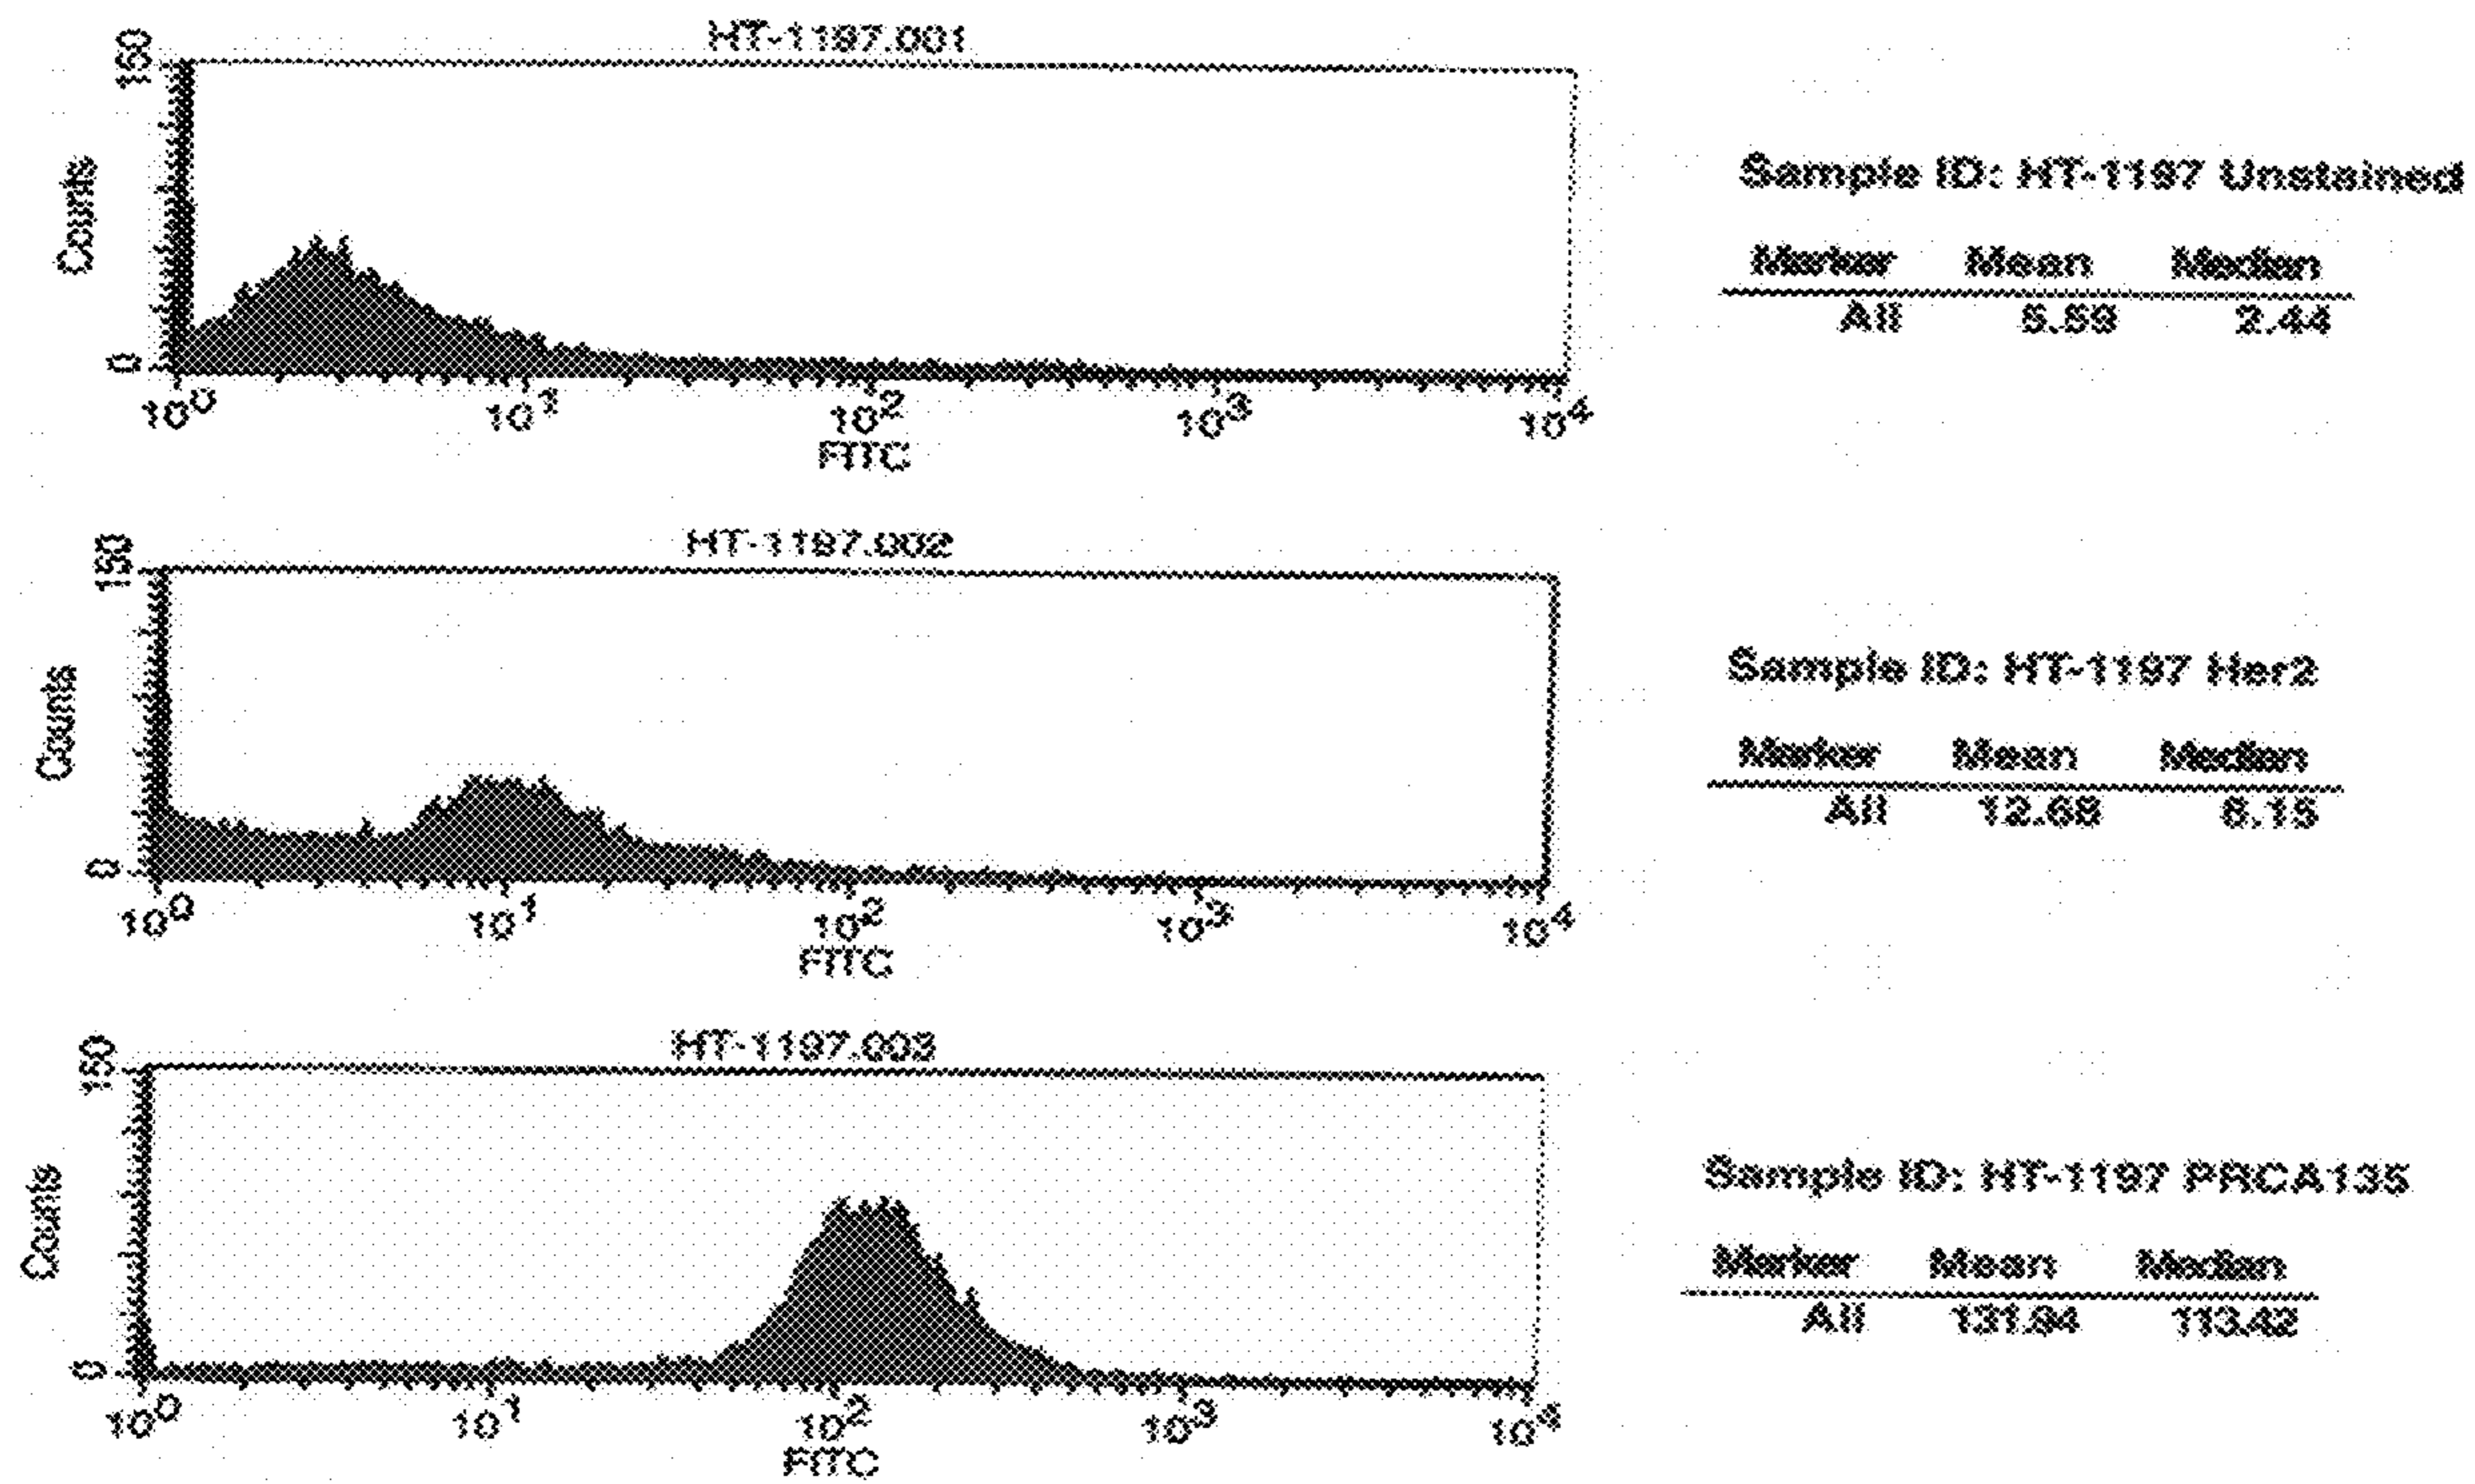 HT-1197.001
150
Counts
0
10^0 10^1 10^2 10^3 10^4
FITC
Sample ID: HT-1197 Unstained
Marker Mean Median
All 2.44
HT-1197.002
150
Counts
0
10^0 10^1 10^2 10^3 10^4
FITC
Sample ID: HT-1197 Her2
Marker Mean Median
All 12.68
HT-1197.003
150
Counts
0
10^0 10^1 10^2 10^3 10^4
FITC
Sample ID: HT-1197 PRCA135
Marker Mean Median
All 131.94 113.42